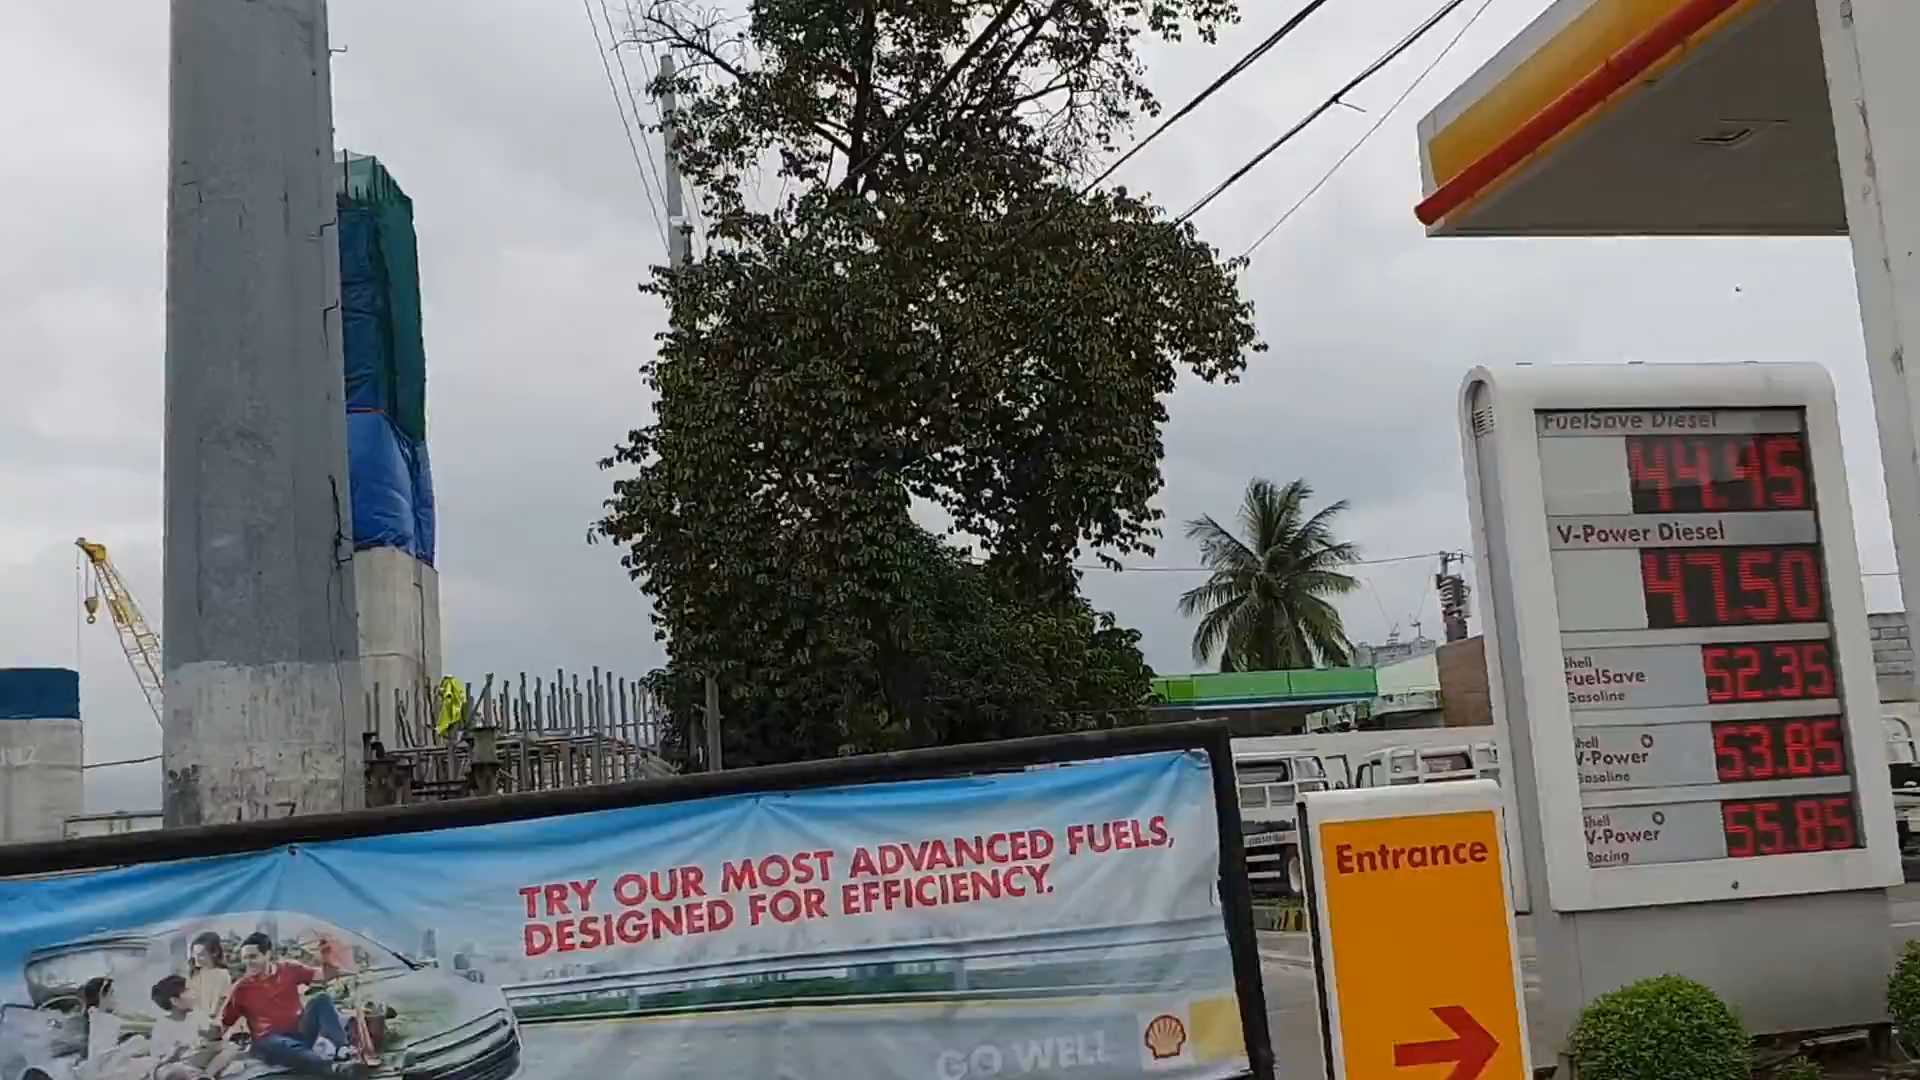 FuelSave Diesel
44.45
V-Power Diesel
47.50
Shell
FuelSave
Gasoline
52.35
Shell
V-Power
Gasoline
53.85
Shell
V-Power
Racing
55.85
TRY OUR MOST ADVANCED FUELS,
DESIGNED FOR EFFICIENCY.
GO WELL
Entrance